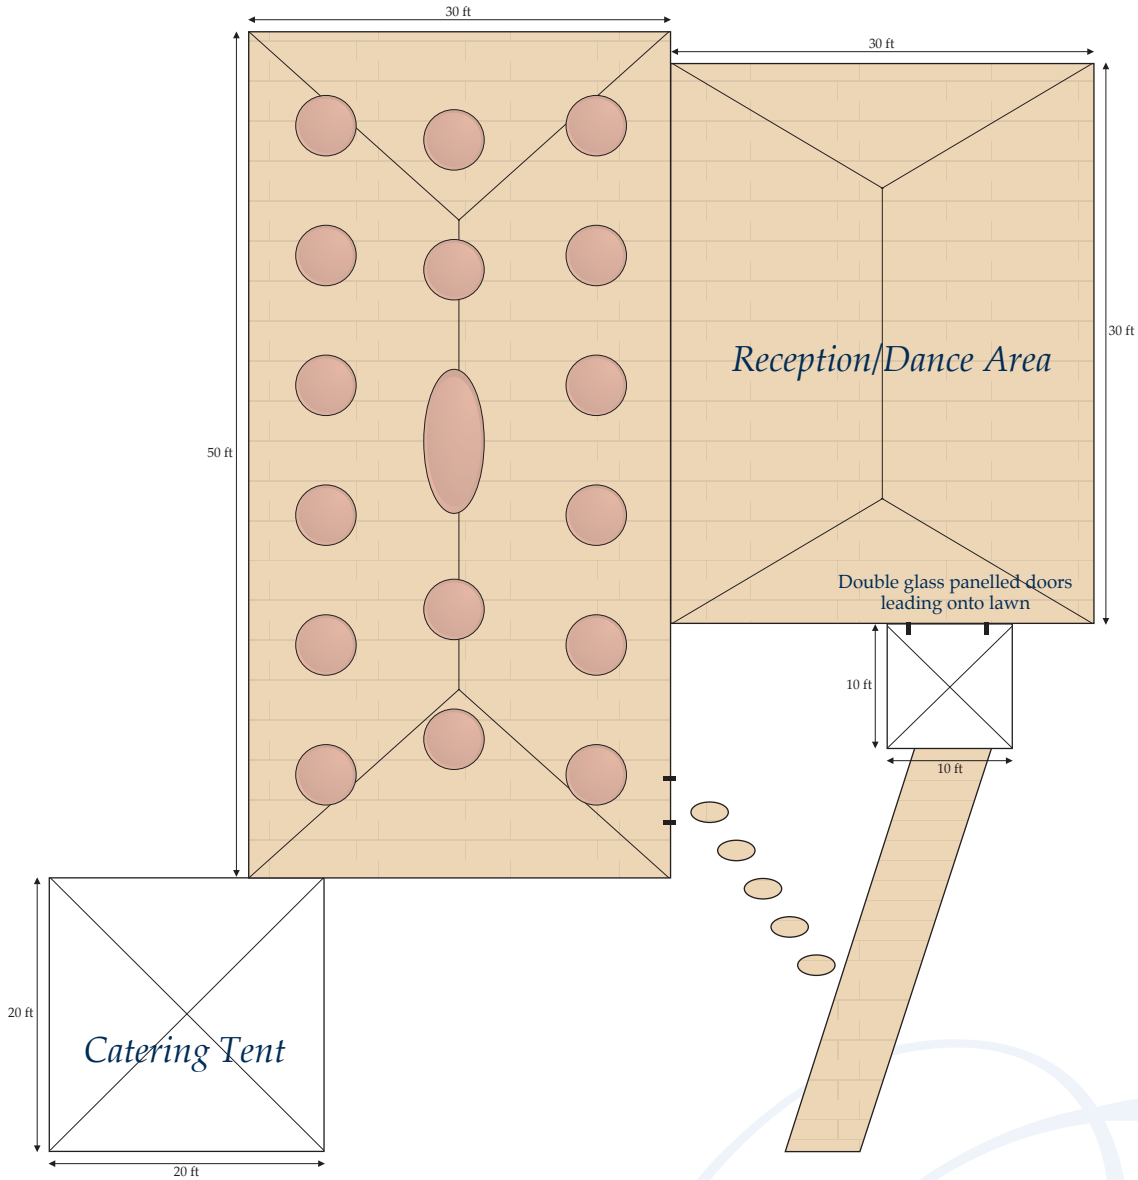 30 ft
30 ft
30 ft
Reception/Dance Area
50 ft
Double glass panelled doors
leading onto lawn
10 ft
10 ft
20 ft
Catering Tent
20 ft